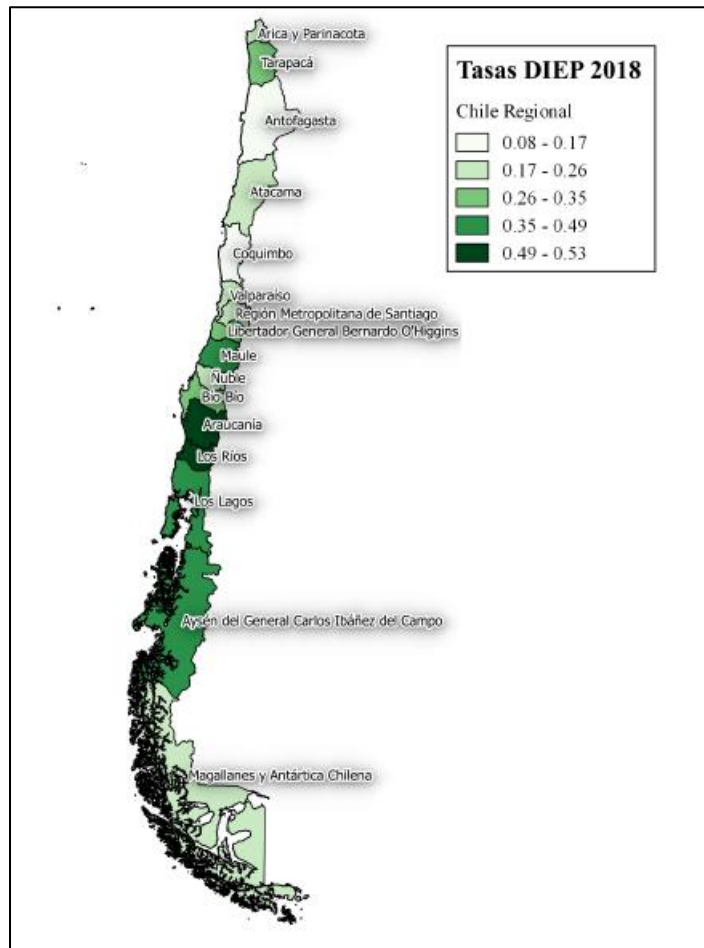 Arica y Parinacota
Tarapacá
Antofagasta
Atacama
Coquimbo
Valparaíso
Región Metropolitana de Santiago
Libertador General Bernardo O'Higgins
Maule
Ñuble
Bío Bío
Araucanía
Los Ríos
Los Lagos
Aysén del General Carlos Ibáñez del Campo
Magallanes y Antártica Chilena
Tasas DIEP 2018
Chile Regional
0.08 - 0.17
0.17 - 0.26
0.26 - 0.35
0.35 - 0.49
0.49 - 0.53